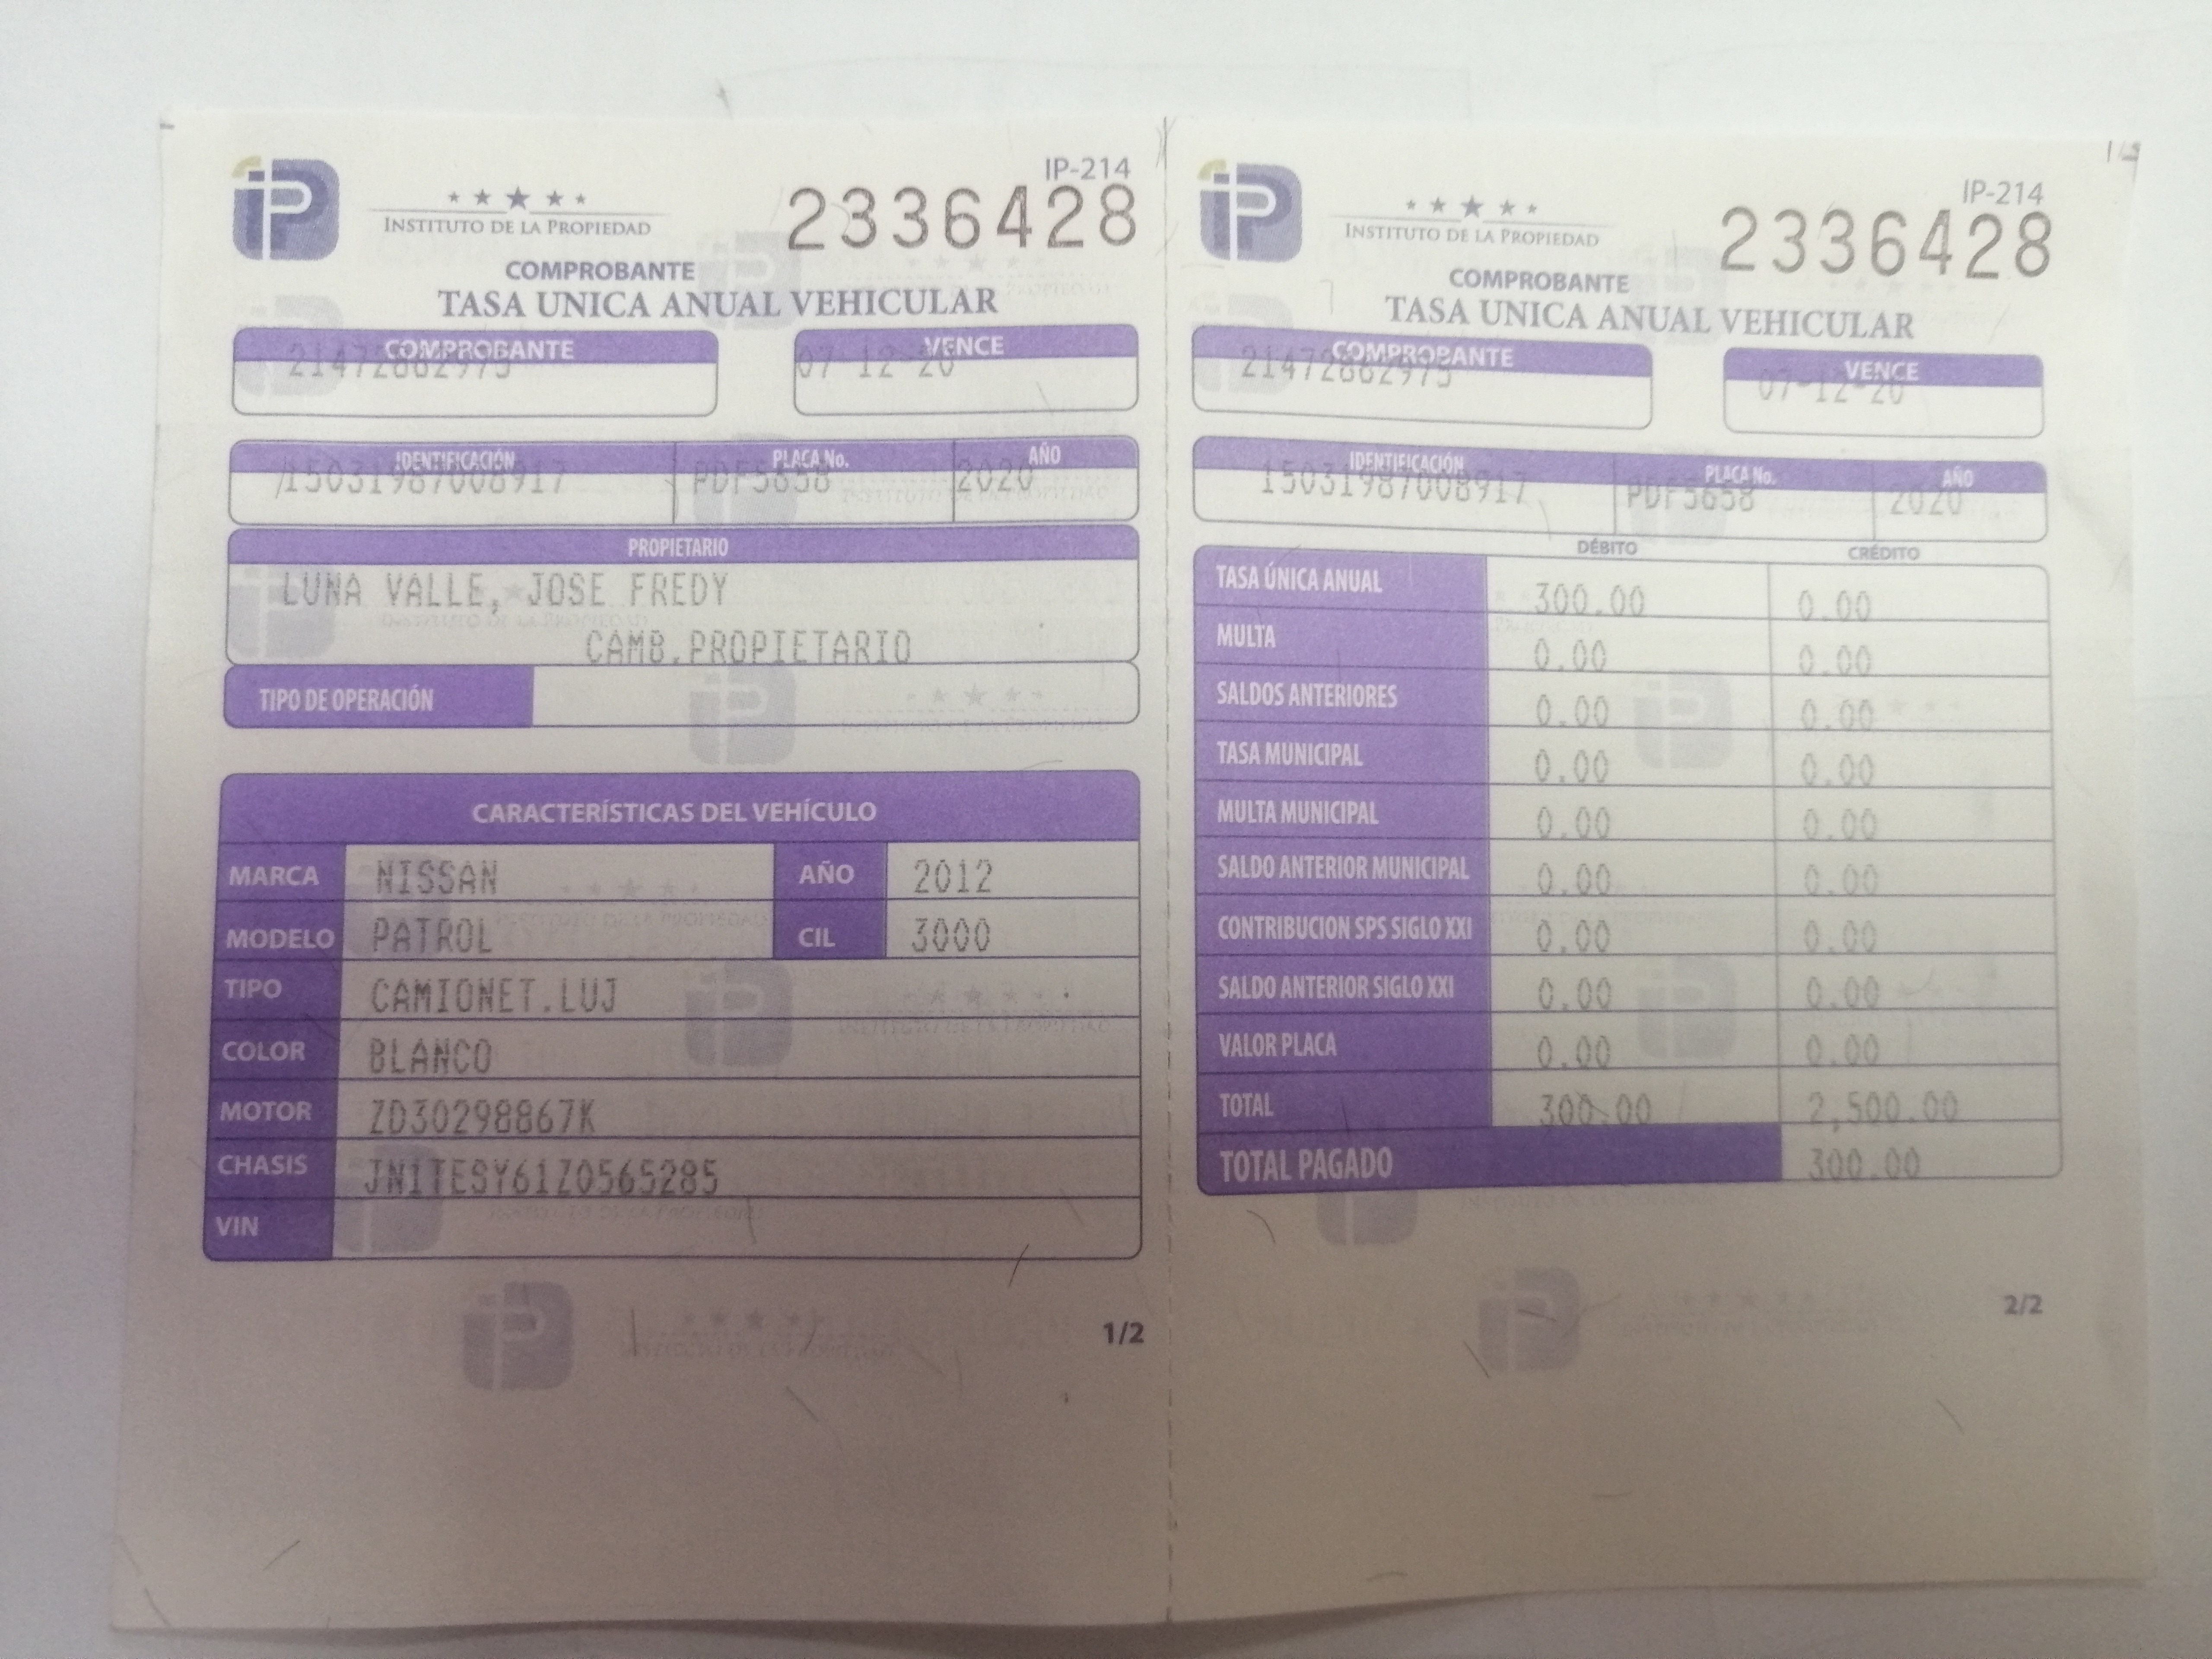 IP-214
INSTITUTO DE LA PROPIEDAD
2336428
COMPROBANTE
TASA UNICA ANUAL VEHICULAR
COMPROBANTE VENCE
21472862975 07-12-20
IDENTIFICACIÓN PLACA No. AÑO
15031987008917 PDF5658 2020
PROPIETARIO
LUNA VALLE, JOSE FREDY
CAMB.PROPIETARIO
TIPO DE OPERACIÓN
CARACTERÍSTICAS DEL VEHÍCULO
MARCA NISSAN AÑO 2012
MODELO PATROL CIL 3000
TIPO CAMIONET.LUJ
COLOR BLANCO
MOTOR ZD30298867K
CHASIS JN1TESY61Z0565285
VIN
1/2
IP-214
INSTITUTO DE LA PROPIEDAD
2336428
COMPROBANTE
TASA UNICA ANUAL VEHICULAR
COMPROBANTE VENCE
21472862975 07-12-20
IDENTIFICACIÓN PLACA No. AÑO
15031987008917 PDF5658 2020
DÉBITO CRÉDITO
TASA ÚNICA ANUAL 300.00 0.00
MULTA 0.00 0.00
SALDOS ANTERIORES 0.00 0.00
TASA MUNICIPAL 0.00 0.00
MULTA MUNICIPAL 0.00 0.00
SALDO ANTERIOR MUNICIPAL 0.00 0.00
CONTRIBUCION SPS SIGLO XXI 0.00 0.00
SALDO ANTERIOR SIGLO XXI 0.00 0.00
VALOR PLACA 0.00 0.00
TOTAL 300.00 2,500.00
TOTAL PAGADO 300.00
2/2